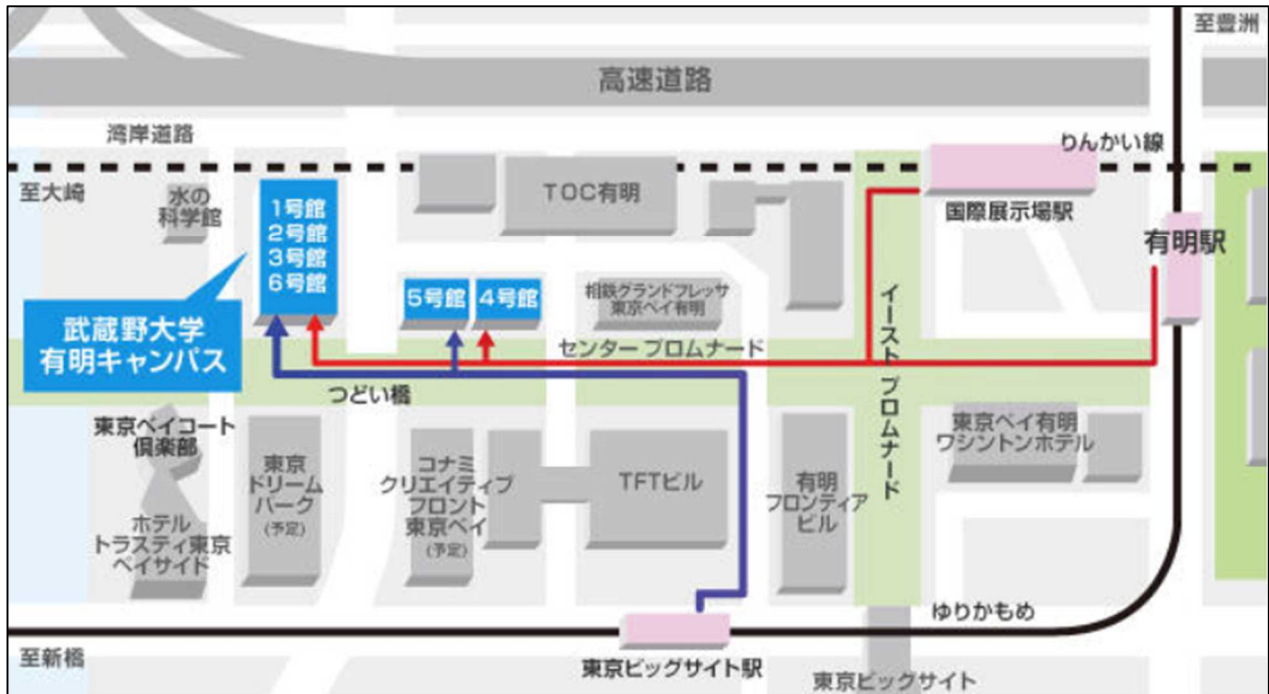 至豊洲
高速道路
湾岸道路
りんかい線
至大崎
水の
科学館
1号館
2号館
3号館
6号館
TOC有明
国際展示場駅
有明駅
5号館
4号館
相鉄グランドフレッサ
東京ベイ有明
武蔵野大学
有明キャンパス
センター プロムナード
イースト プロムナード
つどい橋
東京ベイコート
倶楽部
東京
ドリーム
パーク
(予定)
コナミ
クリエイティブ
フロント
東京ベイ
(予定)
TFTビル
有明
フロンティア
ビル
東京ベイ有明
ワシントンホテル
ホテル
トラスティ東京
ベイサイド
ゆりかもめ
至新橋
東京ビッグサイト駅
東京ビッグサイト